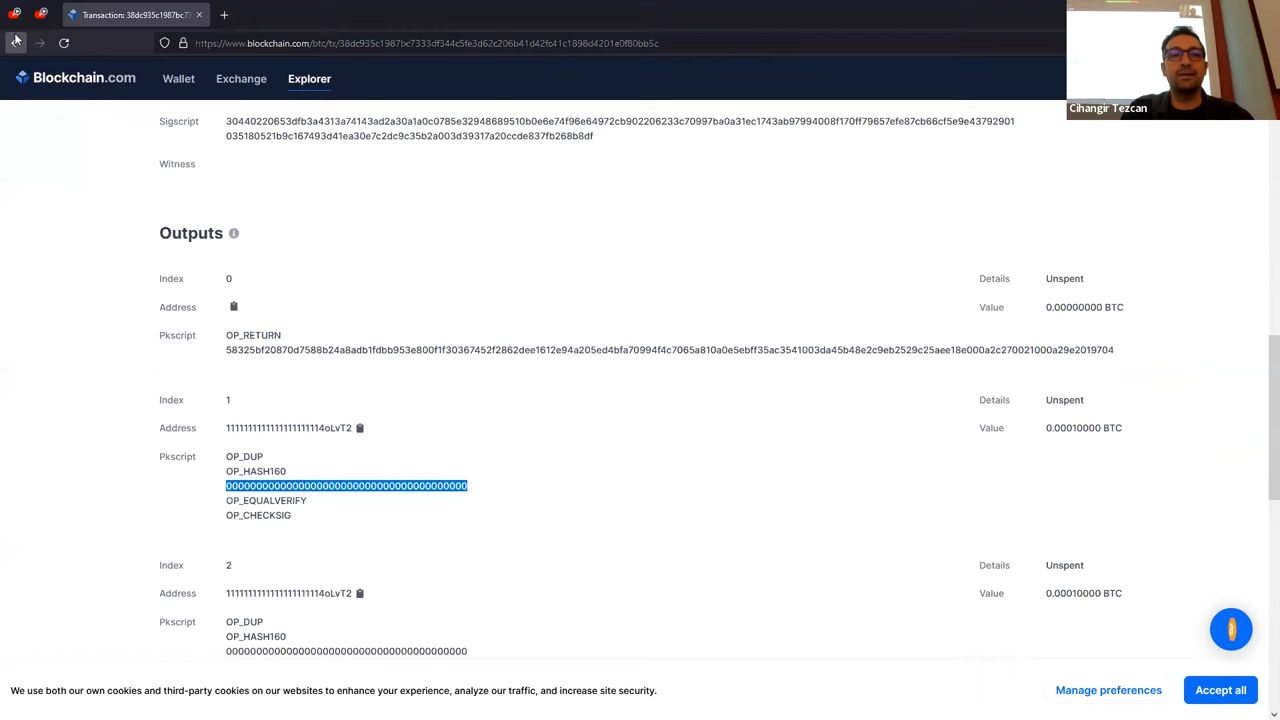 Transaction: 38dc935c1987bc73
https://www.blockchain.com/btc/tx/38dc935c1987bc7333df344c5fe3d62c206b41d42fc41c1898d4201e0f80bb5c
Blockchain.com
Wallet
Exchange
Explorer
Cihangir Tezcan
Sigscript
30440220653dfb3a4313a74143ad2a30a1a0cb785e32948689510b0e6e74f96e64972cb902206233c70997ba0a31ec1743ab97994008f170ff79657efe87cb66cf5e9e43792901
035180521b9c167493d41ea30e7c2dc9c35b2a003d39317a20ccde837fb268b8df
Witness
Outputs
Index 0 Details Unspent
Address Value 0.00000000 BTC
Pkscript OP_RETURN
58325bf20870d7588b24a8adb1fdbb953e800f1f30367452f2862dee1612e94a205ed4bfa70994f4c7065a810a0e5ebff35ac3541003da45b48e2c9eb2529c25aee18e000a2c270021000a29e2019704
Index 1 Details Unspent
Address 1111111111111111111114oLvT2 Value 0.00010000 BTC
Pkscript OP_DUP
OP_HASH160
0000000000000000000000000000000000000000
OP_EQUALVERIFY
OP_CHECKSIG
Index 2 Details Unspent
Address 1111111111111111111114oLvT2 Value 0.00010000 BTC
Pkscript OP_DUP
OP_HASH160
0000000000000000000000000000000000000000
We use both our own cookies and third-party cookies on our websites to enhance your experience, analyze our traffic, and increase site security.
Manage preferences
Accept all